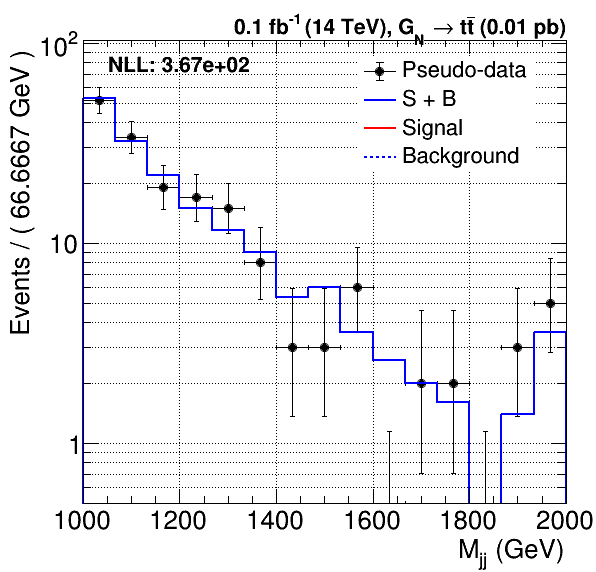 0.1 fb⁻¹ (14 TeV), G_N → tt̄ (0.01 pb)
NLL: 3.67e+02
Pseudo-data
S + B
Signal
Background
Events / ( 66.6667 GeV )
10²
10
1
1000 1200 1400 1600 1800 2000
M_jj (GeV)